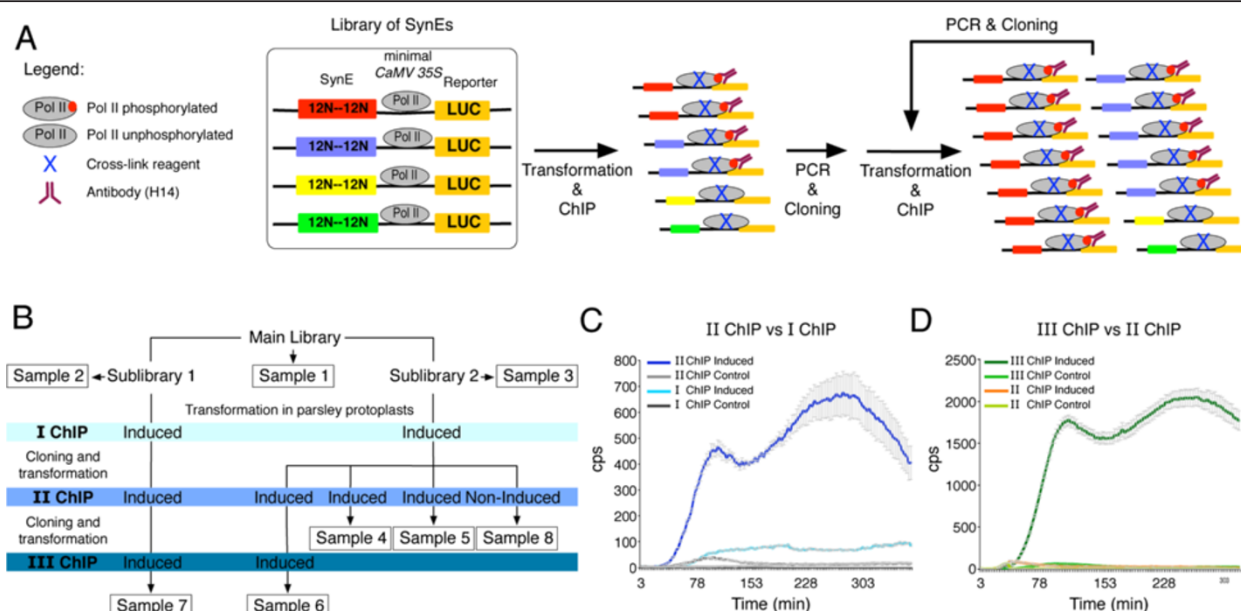 A
Legend:
Pol II Pol II phosphorylated
Pol II Pol II unphosphorylated
Cross-link reagent
Antibody (H14)
Library of SynEs
minimal
SynE CaMV 35S Reporter
12N--12N Pol II LUC
12N--12N Pol II LUC
12N--12N Pol II LUC
12N--12N Pol II LUC
Transformation
&
ChIP
PCR
&
Cloning
Transformation
&
ChIP
PCR & Cloning
B
Main Library
Sample 2 Sublibrary 1 Sample 1 Sublibrary 2 Sample 3
Transformation in parsley protoplasts
I ChIP Induced Induced
Cloning and
transformation
II ChIP Induced Induced Induced Induced Non-Induced
Cloning and
transformation
Sample 4 Sample 5 Sample 8
III ChIP Induced Induced
Sample 7 Sample 6
C
II ChIP vs I ChIP
800
700
600
500
400
300
200
100
0
cps
II ChIP Induced
II ChIP Control
I ChIP Induced
I ChIP Control
3 78 153 228 303
Time (min)
D
III ChIP vs II ChIP
2500
2000
1500
1000
500
0
cps
III ChIP Induced
III ChIP Control
II ChIP Induced
II ChIP Control
3 78 153 228 303
Time (min)